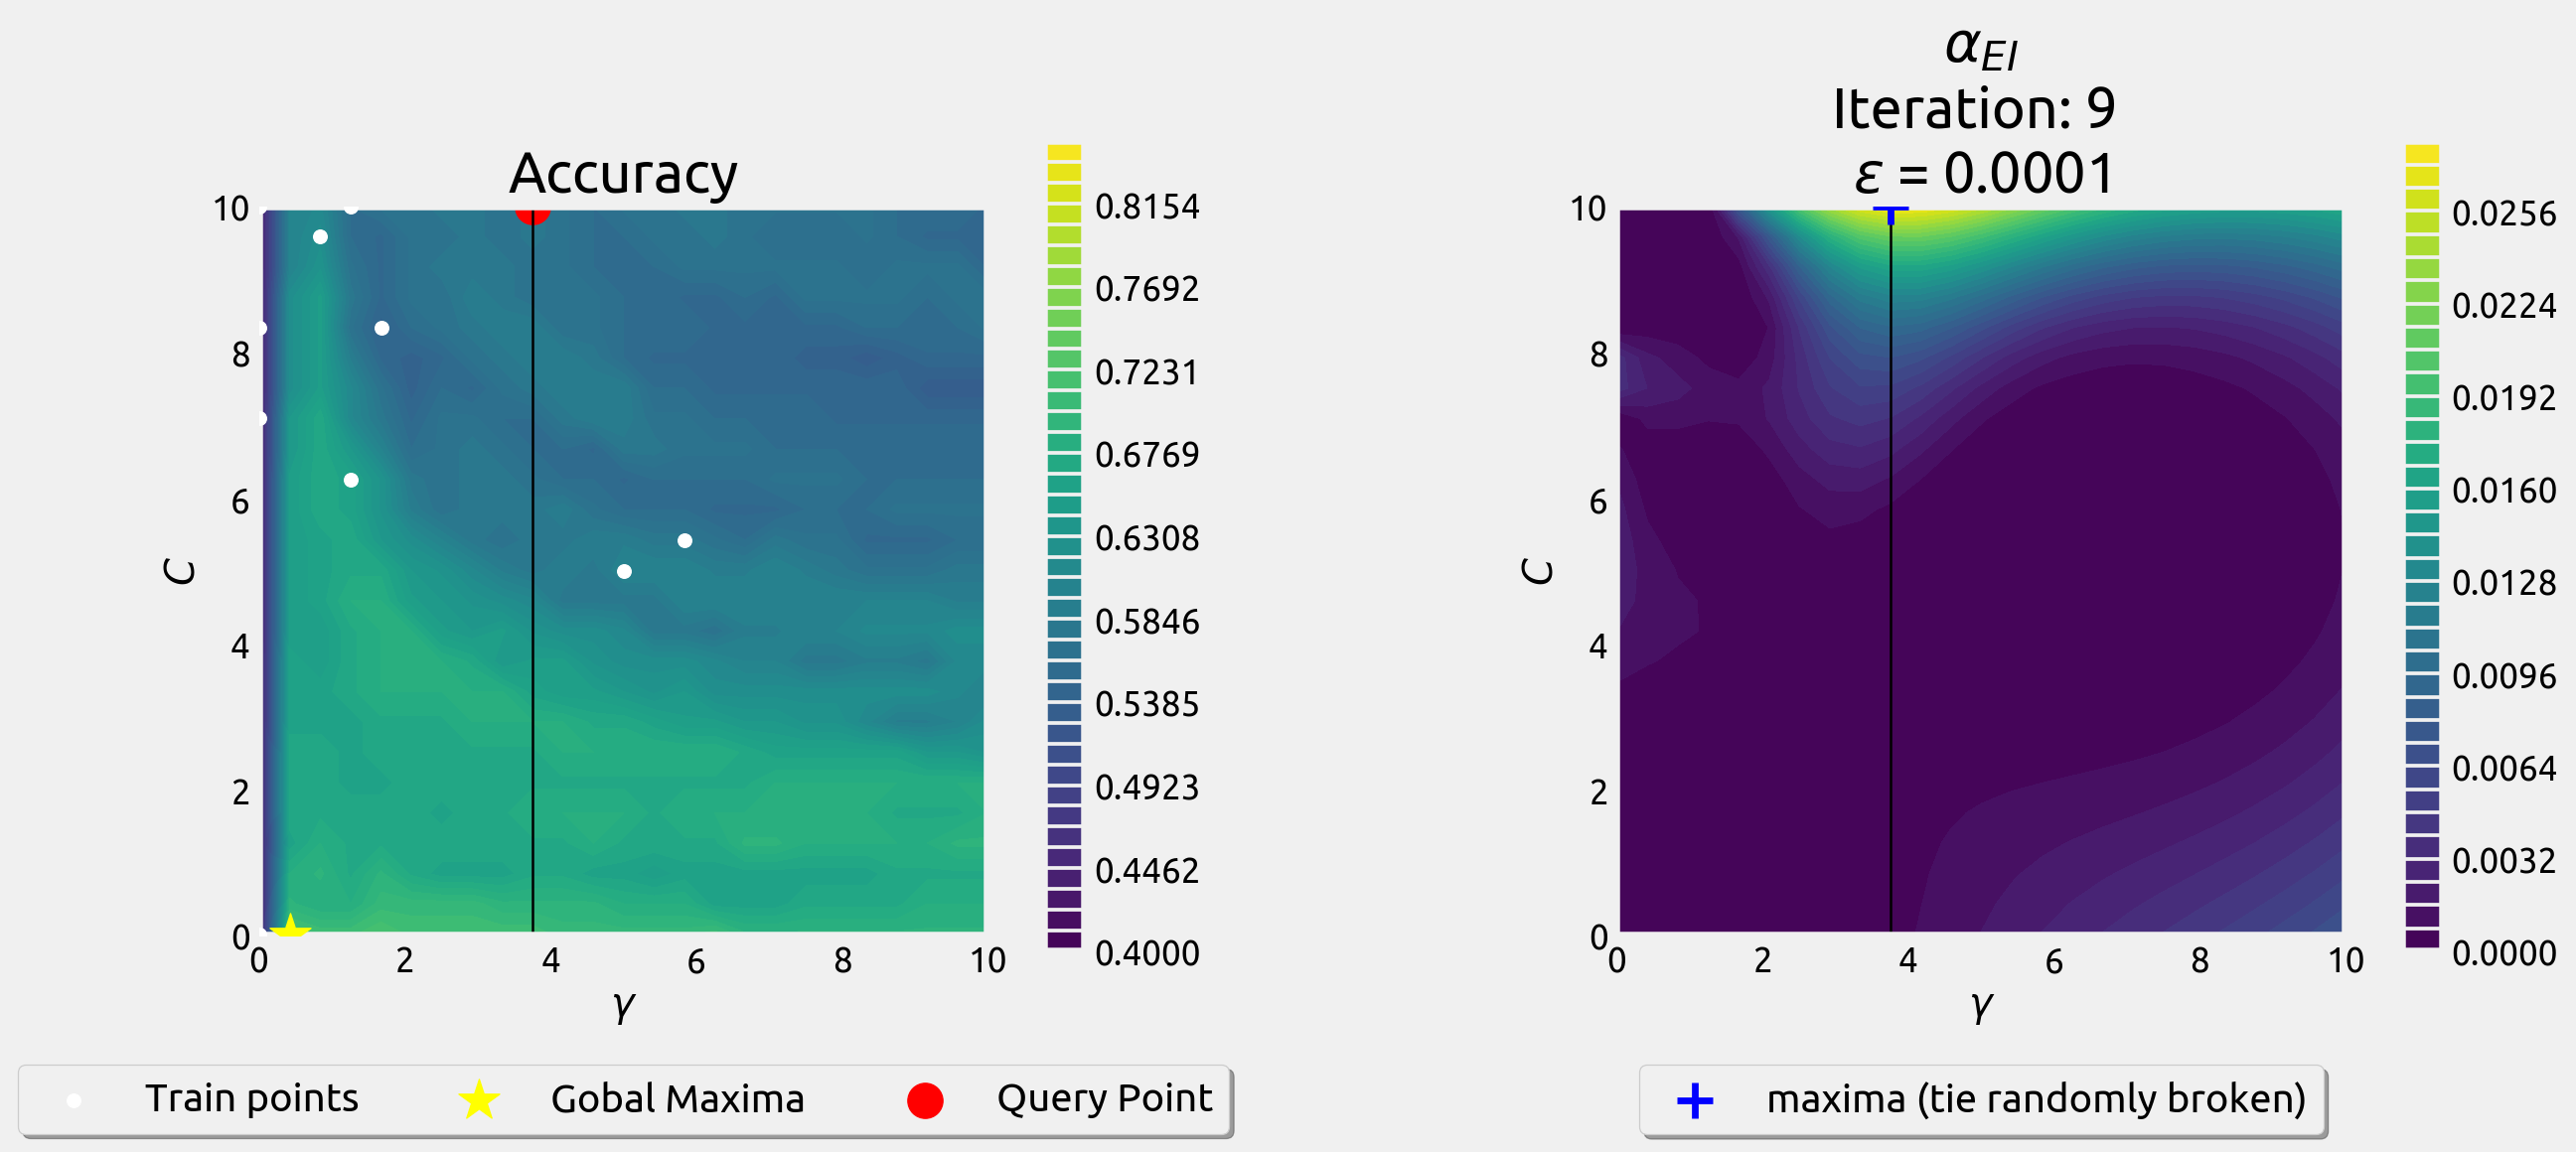 Accuracy
10
8
6
4
2
0
C
0 2 4 6 8 10
γ
0.8154
0.7692
0.7231
0.6769
0.6308
0.5846
0.5385
0.4923
0.4462
0.4000
Train points
Gobal Maxima
Query Point
α_EI
Iteration: 9
ε = 0.0001
10
8
6
4
2
0
C
0 2 4 6 8 10
γ
0.0256
0.0224
0.0192
0.0160
0.0128
0.0096
0.0064
0.0032
0.0000
maxima (tie randomly broken)